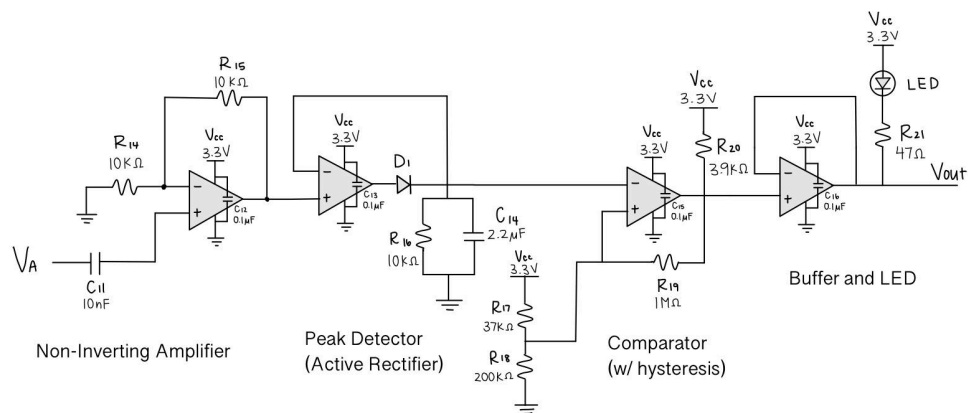 R15
10KΩ
Vcc
3.3V
R14
10KΩ
C12
0.1μF
VA
C11
10nF
Non-Inverting Amplifier
Vcc
3.3V
D1
C13
0.1μF
R16
10KΩ
C14
2.2μF
Peak Detector
(Active Rectifier)
Vcc
3.3V
R17
37KΩ
R18
200KΩ
Vcc
3.3V
C15
0.1μF
Vcc
3.3V
R20
3.9KΩ
R19
1MΩ
Comparator
(w/ hysteresis)
Vcc
3.3V
C16
0.1μF
Vcc
3.3V
LED
R21
47Ω
Vout
Buffer and LED